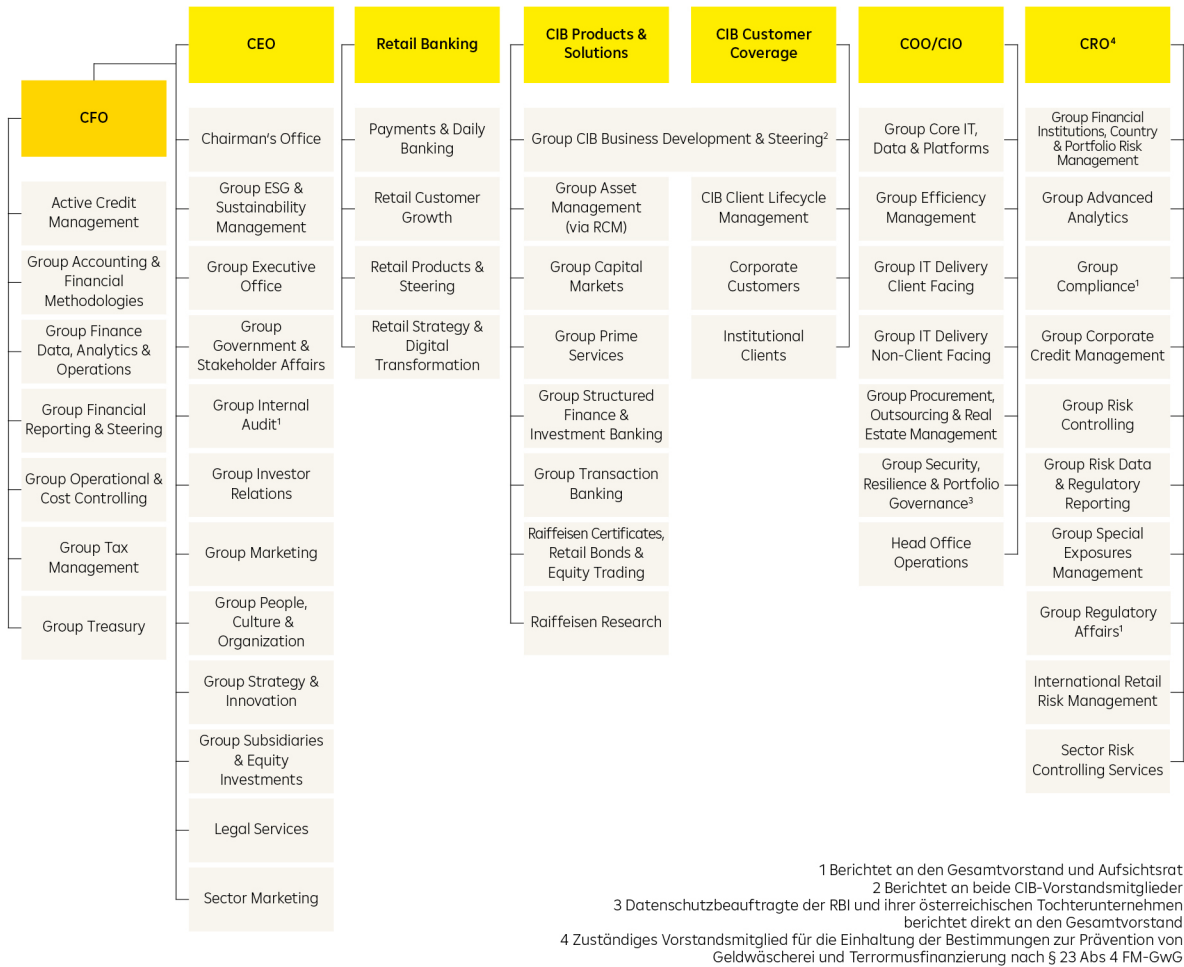 CFO
Active Credit
Management
Group Accounting &
Financial
Methodologies
Group Finance
Data, Analytics &
Operations
Group Financial
Reporting & Steering
Group Operational &
Cost Controlling
Group Tax
Management
Group Treasury
CEO
Chairman's Office
Group ESG &
Sustainability
Management
Group Executive
Office
Group
Government &
Stakeholder Affairs
Group Internal
Audit¹
Group Investor
Relations
Group Marketing
Group People,
Culture &
Organization
Group Strategy &
Innovation
Group Subsidiaries
& Equity
Investments
Legal Services
Sector Marketing
Retail Banking
Payments & Daily
Banking
Retail Customer
Growth
Retail Products &
Steering
Retail Strategy &
Digital
Transformation
CIB Products
& Solutions
CIB Customer
Coverage
Group CIB Business Development & Steering²
Group Asset
Management
(via RCM)
Group Capital
Markets
Group Prime
Services
Group Structured
Finance &
Investment Banking
Group Transaction
Banking
Raiffeisen Certificates,
Retail Bonds &
Equity Trading
Raiffeisen Research
CIB Client Lifecycle
Management
Corporate
Customers
Institutional
Clients
COO/CIO
Group Core IT,
Data & Platforms
Group Efficiency
Management
Group IT Delivery
Client Facing
Group IT Delivery
Non-Client Facing
Group Procurement,
Outsourcing & Real
Estate Management
Group Security,
Resilience & Portfolio
Governance³
Head Office
Operations
CRO⁴
Group Financial
Institutions, Country
& Portfolio Risk
Management
Group Advanced
Analytics
Group
Compliance¹
Group Corporate
Credit Management
Group Risk
Controlling
Group Risk Data
& Regulatory
Reporting
Group Special
Exposures
Management
Group Regulatory
Affairs¹
International Retail
Risk Management
Sector Risk
Controlling Services
1 Berichtet an den Gesamtvorstand und Aufsichtsrat
2 Berichtet an beide CIB-Vorstandsmitglieder
3 Datenschutzbeauftragte der RBI und ihrer österreichischen Tochterunternehmen
berichtet direkt an den Gesamtvorstand
4 Zuständiges Vorstandsmitglied für die Einhaltung der Bestimmungen zur Prävention von
Geldwäscherei und Terrormusfinanzierung nach § 23 Abs 4 FM-GwG